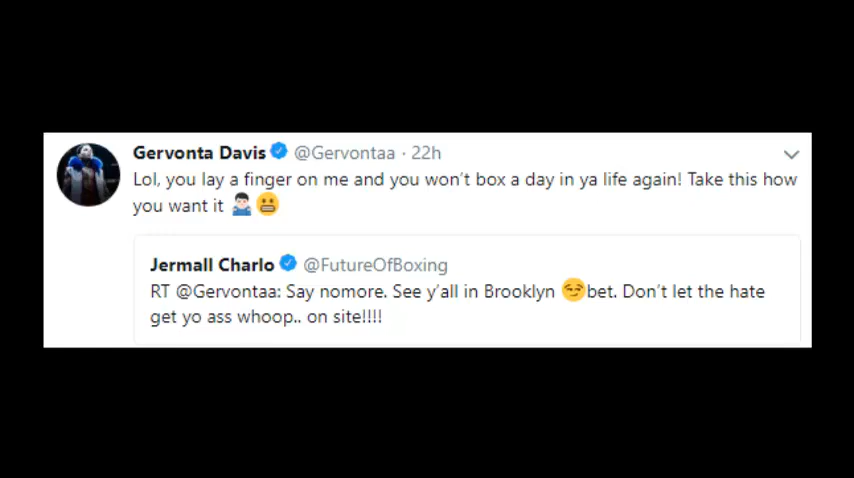 Gervonta Davis @Gervontaa · 22h
Lol, you lay a finger on me and you won't box a day in ya life again! Take this how
you want it 🤷🏻‍♂️😬
Jermall Charlo @FutureOfBoxing
RT @Gervontaa: Say nomore. See y'all in Brooklyn 😏bet. Don't let the hate
get yo ass whoop.. on site!!!!